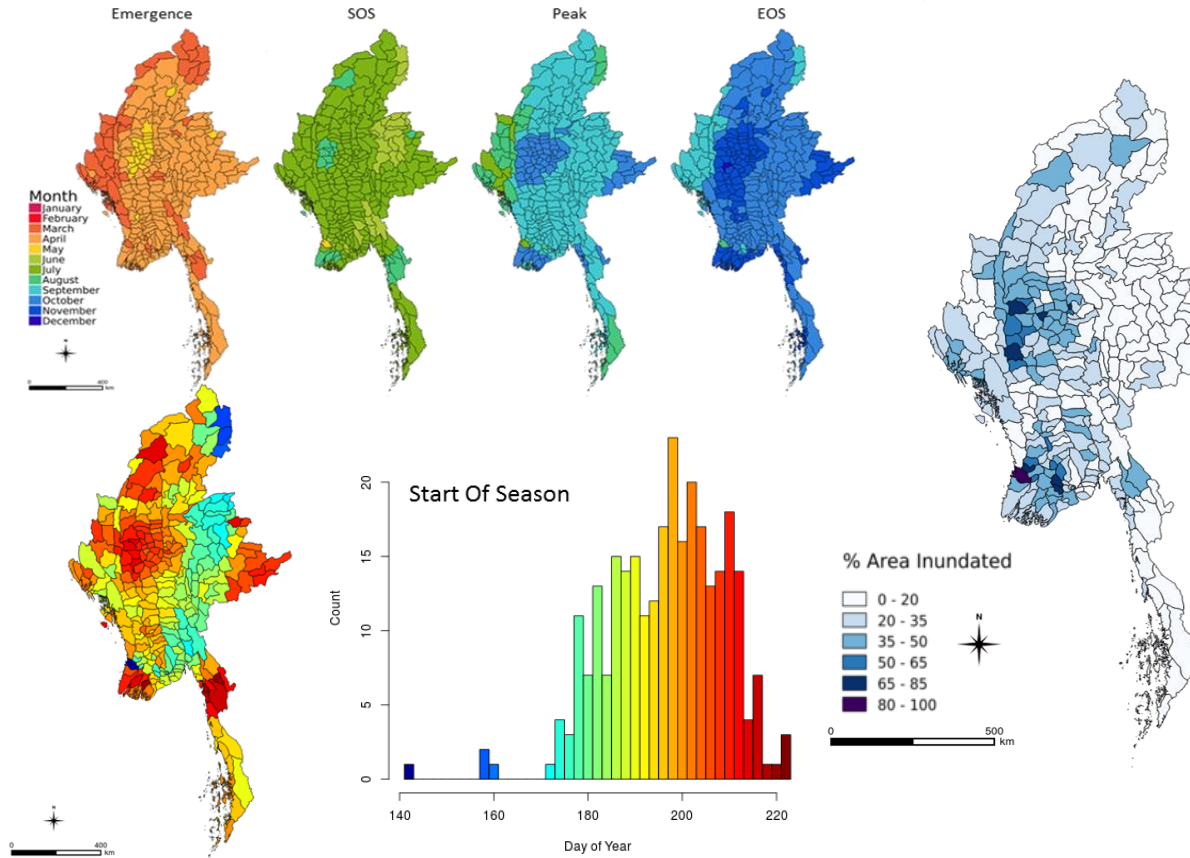 Emergence SOS Peak EOS
Month
January
February
March
April
May
June
July
August
September
October
November
December
N
0 400
km
Start Of Season
20
15
10
5
0
Count
140 160 180 200 220
Day of Year
N
0 400
km
% Area Inundated
0 - 20
20 - 35
35 - 50
50 - 65
65 - 85
80 - 100
N
0 500
km